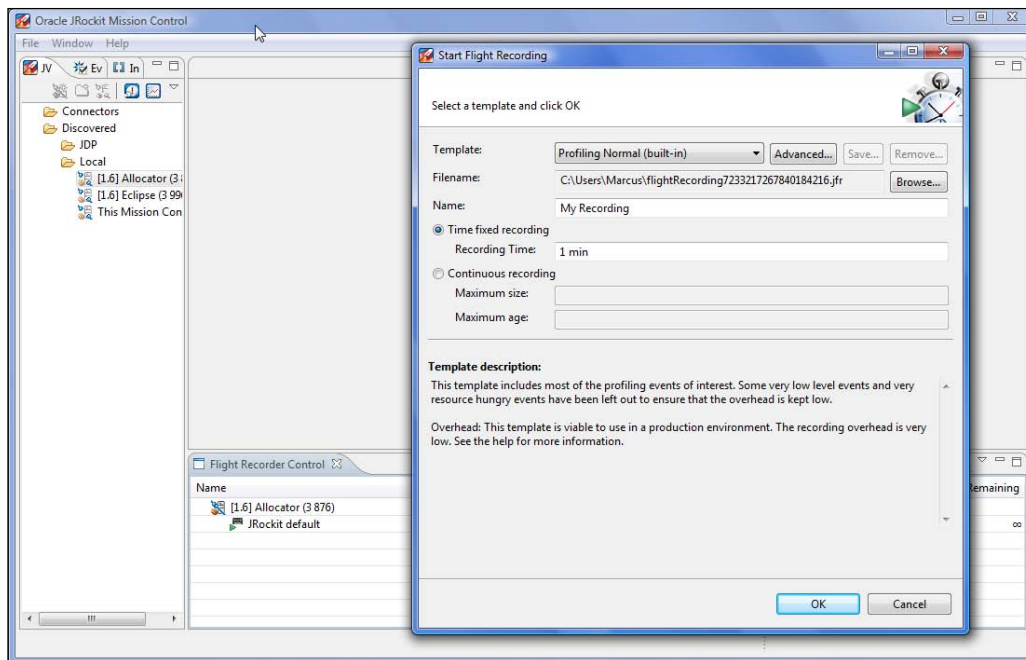 Oracle JRockit Mission Control
File Window Help
JV Ev In
Connectors
Discovered
JDP
Local
[1.6] Allocator (3
[1.6] Eclipse (3 99
This Mission Con
Start Flight Recording
Select a template and click OK
Template: Profiling Normal (built-in) Advanced... Save... Remove...
Filename: C:\Users\Marcus\flightRecording7233217267840184216.jfr Browse...
Name: My Recording
Time fixed recording
Recording Time: 1 min
Continuous recording
Maximum size:
Maximum age:
Template description:
This template includes most of the profiling events of interest. Some very low level events and very
resource hungry events have been left out to ensure that the overhead is kept low.
Overhead: This template is viable to use in a production environment. The recording overhead is very
low. See the help for more information.
OK Cancel
Flight Recorder Control
Name Remaining
[1.6] Allocator (3 876)
JRockit default ∞